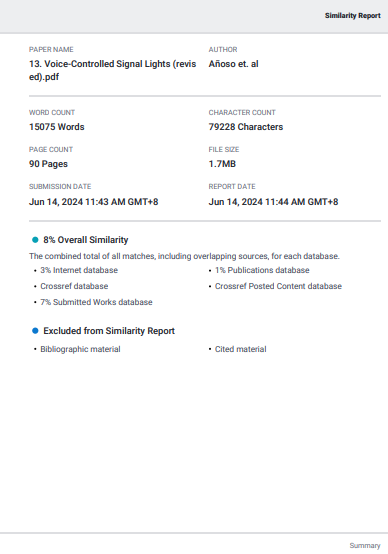 Similarity Report
PAPER NAME
13. Voice-Controlled Signal Lights (revis
ed).pdf
AUTHOR
Añoso et. al
WORD COUNT
15075 Words
CHARACTER COUNT
79228 Characters
PAGE COUNT
90 Pages
FILE SIZE
1.7MB
SUBMISSION DATE
Jun 14, 2024 11:43 AM GMT+8
REPORT DATE
Jun 14, 2024 11:44 AM GMT+8
● 8% Overall Similarity
The combined total of all matches, including overlapping sources, for each database.
• 3% Internet database
• 1% Publications database
• Crossref database
• Crossref Posted Content database
• 7% Submitted Works database
● Excluded from Similarity Report
• Bibliographic material
• Cited material
Summary